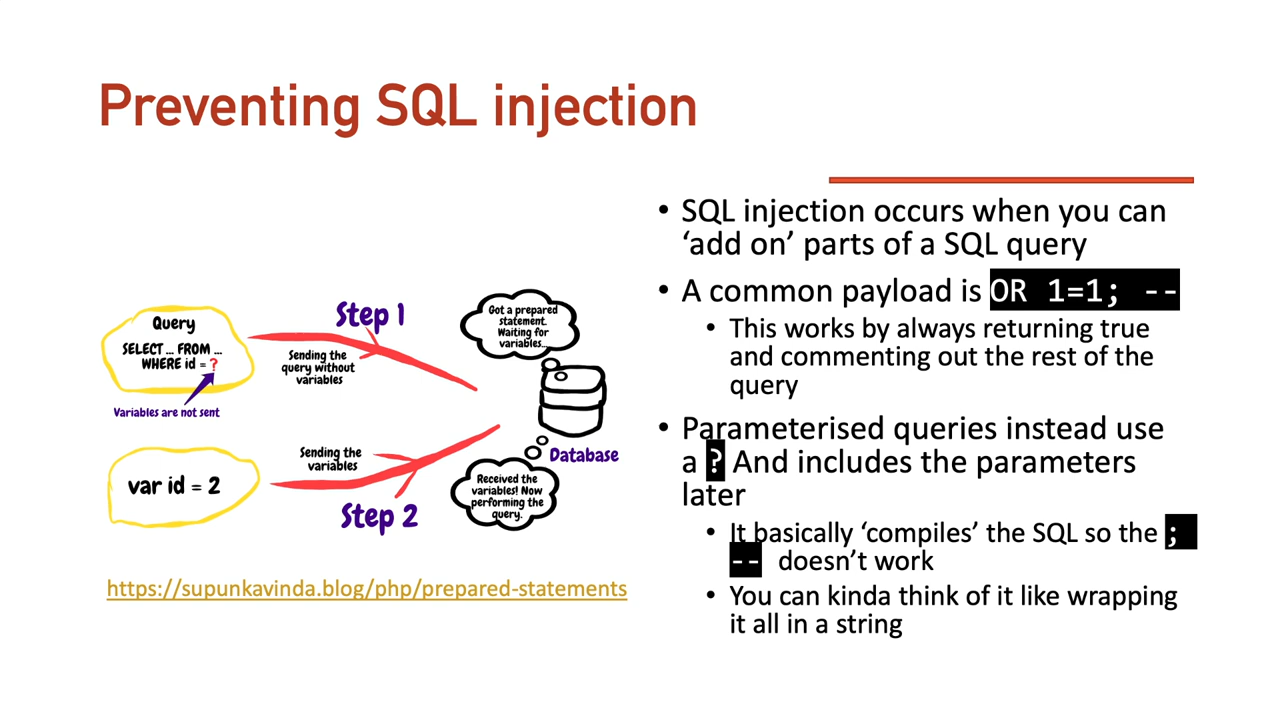 Preventing SQL injection
Query
SELECT ... FROM ...
WHERE id = ?
Variables are not sent
Step 1
Sending the
query without
variables
Got a prepared
statement.
Waiting for
variables...
var id = 2
Sending the
variables
Step 2
Database
Received the
variables! Now
performing the
query.
https://supunkavinda.blog/php/prepared-statements
• SQL injection occurs when you can
‘add on’ parts of a SQL query
• A common payload is OR 1=1; --
• This works by always returning true
and commenting out the rest of the
query
• Parameterised queries instead use
a ? And includes the parameters
later
• It basically ‘compiles’ the SQL so the ;
-- doesn’t work
• You can kinda think of it like wrapping
it all in a string